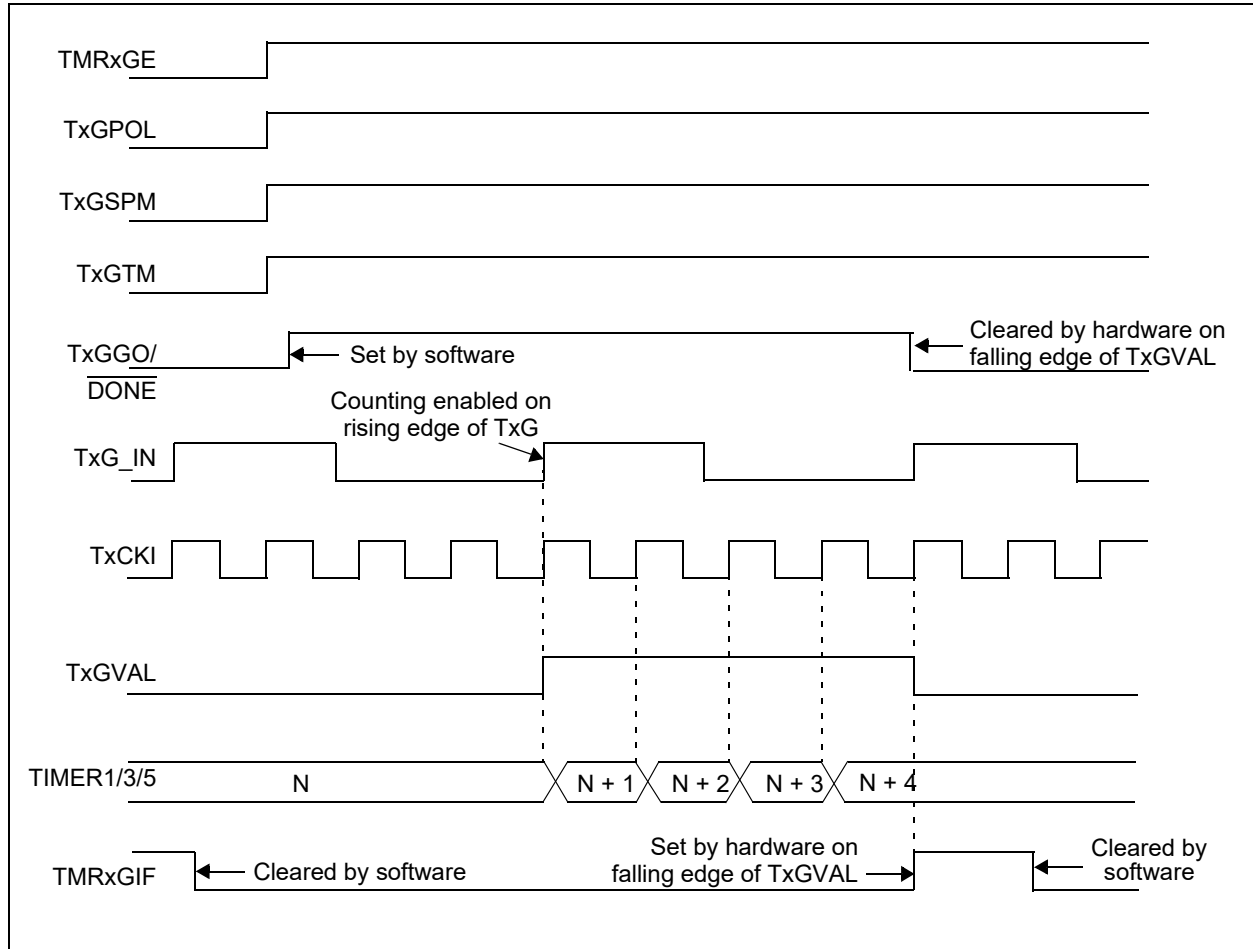 TMRxGE
TxGPOL
TxGSPM
TxGTM
TxGGO/
DONE
Set by software
Cleared by hardware on
falling edge of TxGVAL
Counting enabled on
rising edge of TxG
TxG_IN
TxCKI
TxGVAL
TIMER1/3/5
N
N + 1
N + 2
N + 3
N + 4
TMRxGIF
Cleared by software
Set by hardware on
falling edge of TxGVAL
Cleared by
software